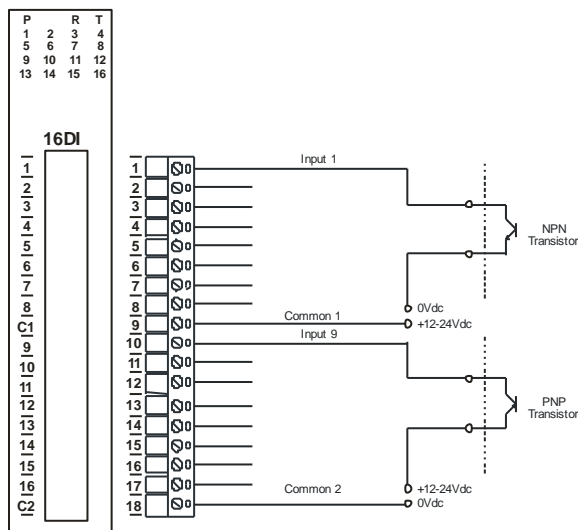 P R T
1 2 3 4
5 6 7 8
9 10 11 12
13 14 15 16
16DI
1
2
3
4
5
6
7
8
C1
9
10
11
12
13
14
15
16
C2
1
2
3
4
5
6
7
8
9
10
11
12
13
14
15
16
17
18
Input 1
NPN
Transistor
0Vdc
Common 1
+12-24Vdc
Input 9
PNP
Transistor
+12-24Vdc
Common 2
0Vdc